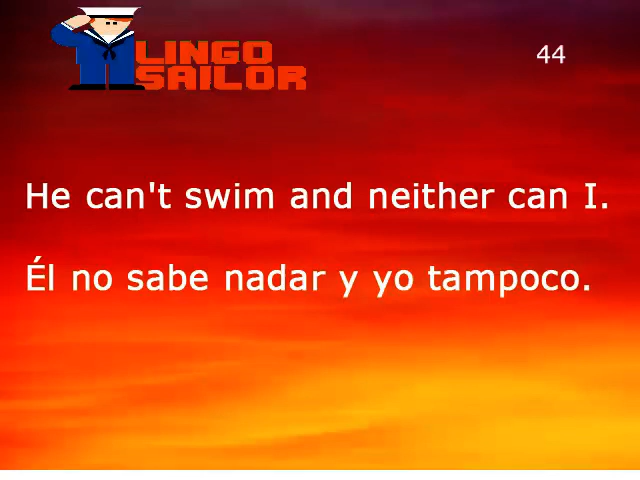 LINGO
SAILOR
44
He can't swim and neither can I.
Él no sabe nadar y yo tampoco.